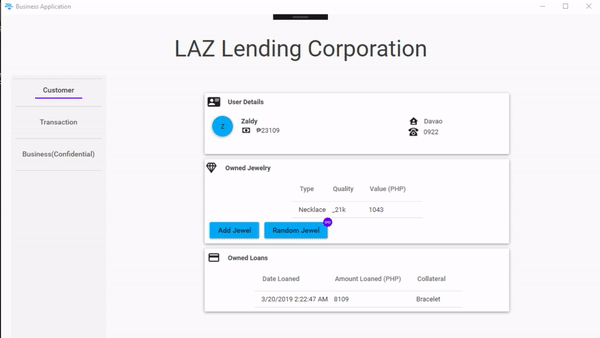 Business Application
LAZ Lending Corporation
Customer
Transaction
Business(Confidential)
User Details
Z
Zaldy
₱23109
Davao
0922
Owned Jewelry
Type Quality Value (PHP)
Necklace _21k 1043
Add Jewel Random Jewel
Owned Loans
Date Loaned Amount Loaned (PHP) Collateral
3/20/2019 2:22:47 AM 8109 Bracelet